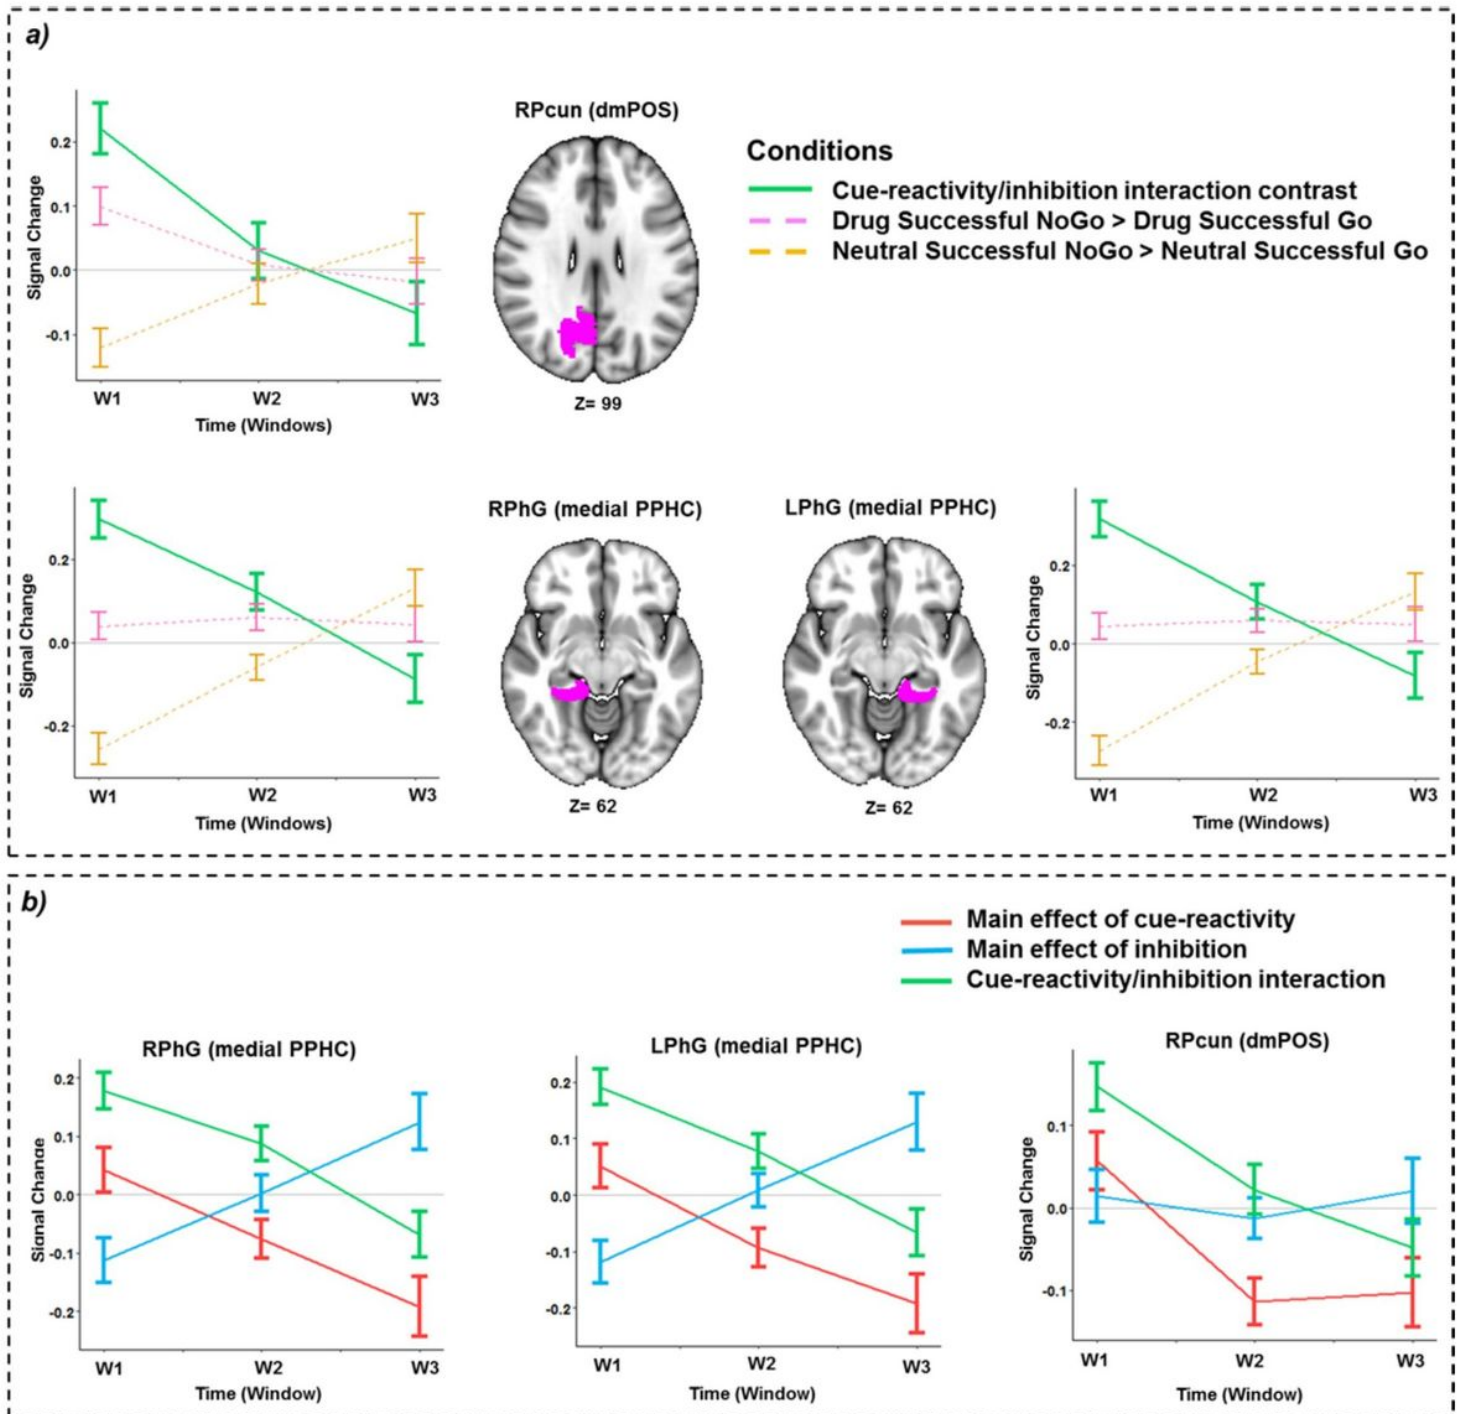 a)
RPcun (dmPOS)
Conditions
Cue-reactivity/inhibition interaction contrast
Drug Successful NoGo > Drug Successful Go
Neutral Successful NoGo > Neutral Successful Go
Signal Change
0.2
0.1
0.0
-0.1
W1 W2 W3
Time (Windows)
Z= 99
RPhG (medial PPHC)
LPhG (medial PPHC)
Signal Change
0.2
0.0
-0.2
W1 W2 W3
Time (Windows)
Z= 62
Z= 62
Signal Change
0.2
0.0
-0.2
W1 W2 W3
Time (Windows)
b)
Main effect of cue-reactivity
Main effect of inhibition
Cue-reactivity/inhibition interaction
RPhG (medial PPHC)
Signal Change
0.2
0.1
0.0
-0.1
-0.2
W1 W2 W3
Time (Window)
LPhG (medial PPHC)
0.2
0.1
0.0
-0.1
-0.2
W1 W2 W3
Time (Window)
RPcun (dmPOS)
Signal Change
0.1
0.0
-0.1
W1 W2 W3
Time (Window)